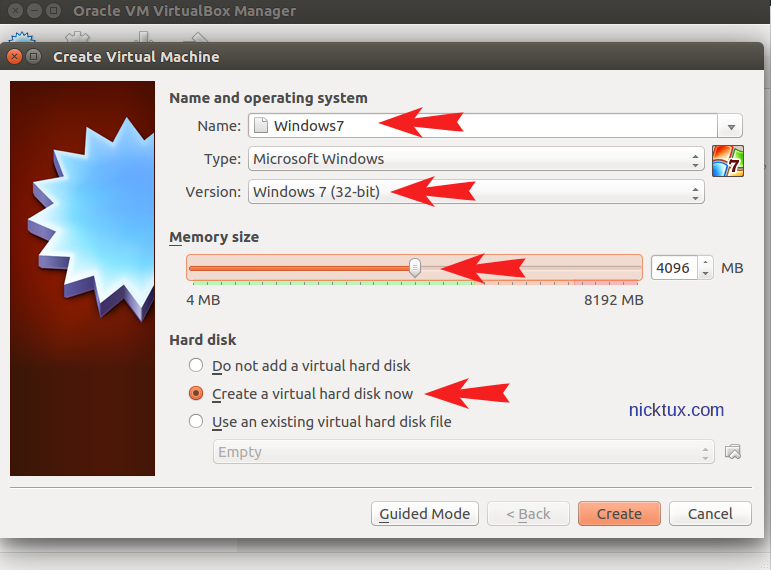 Oracle VM VirtualBox Manager
Create Virtual Machine
Name and operating system
Name: Windows7
Type: Microsoft Windows
7
Version: Windows 7 (32-bit)
Memory size
4096 MB
4 MB 8192 MB
Hard disk
Do not add a virtual hard disk
Create a virtual hard disk now
nicktux.com
Use an existing virtual hard disk file
Empty
Guided Mode < Back Create Cancel